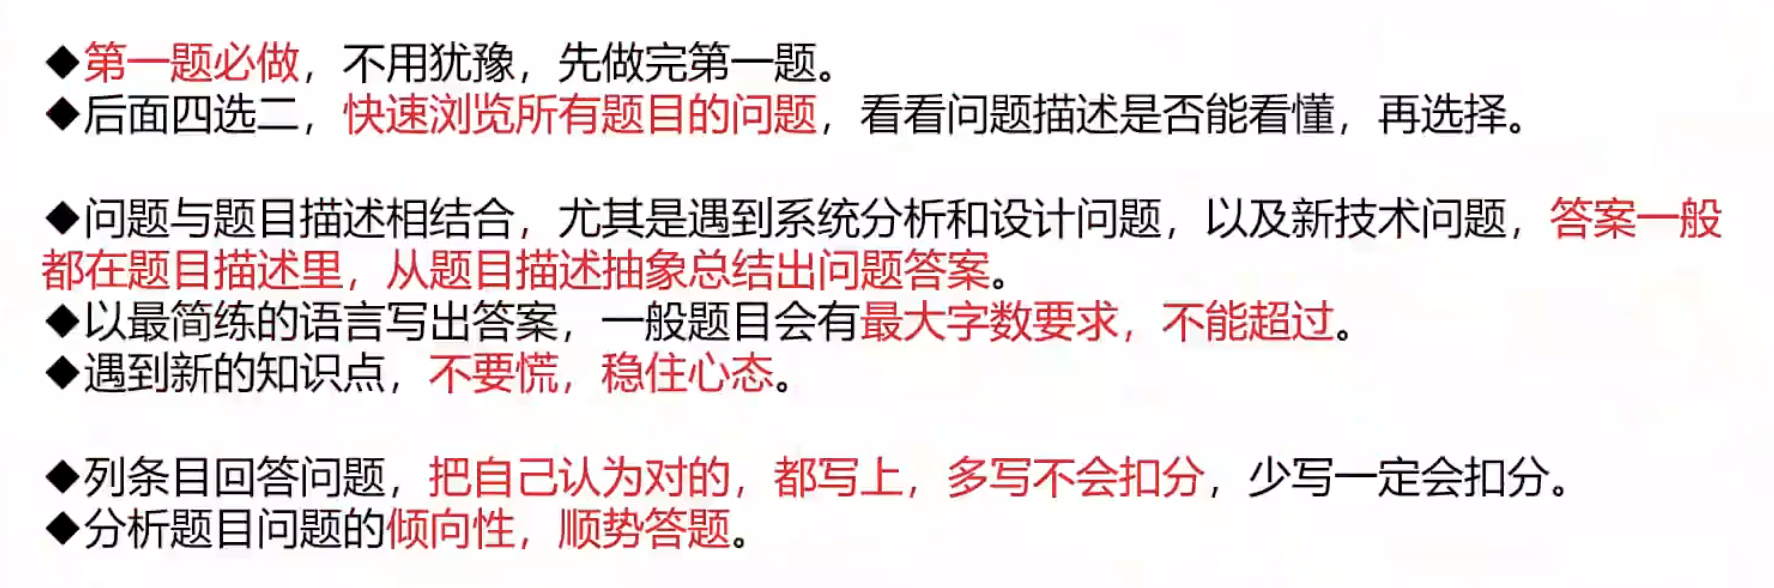 ◆第一题必做，不用犹豫，先做完第一题。
◆后面四选二，快速浏览所有题目的问题，看看问题描述是否能看懂，再选择。
◆问题与题目描述相结合，尤其是遇到系统分析和设计问题，以及新技术问题，答案一般
都在题目描述里，从题目描述抽象总结出问题答案。
◆以最简练的语言写出答案，一般题目会有最大字数要求，不能超过。
◆遇到新的知识点，不要慌，稳住心态。
◆列条目回答问题，把自己认为对的，都写上，多写不会扣分，少写一定会扣分。
◆分析题目问题的倾向性，顺势答题。